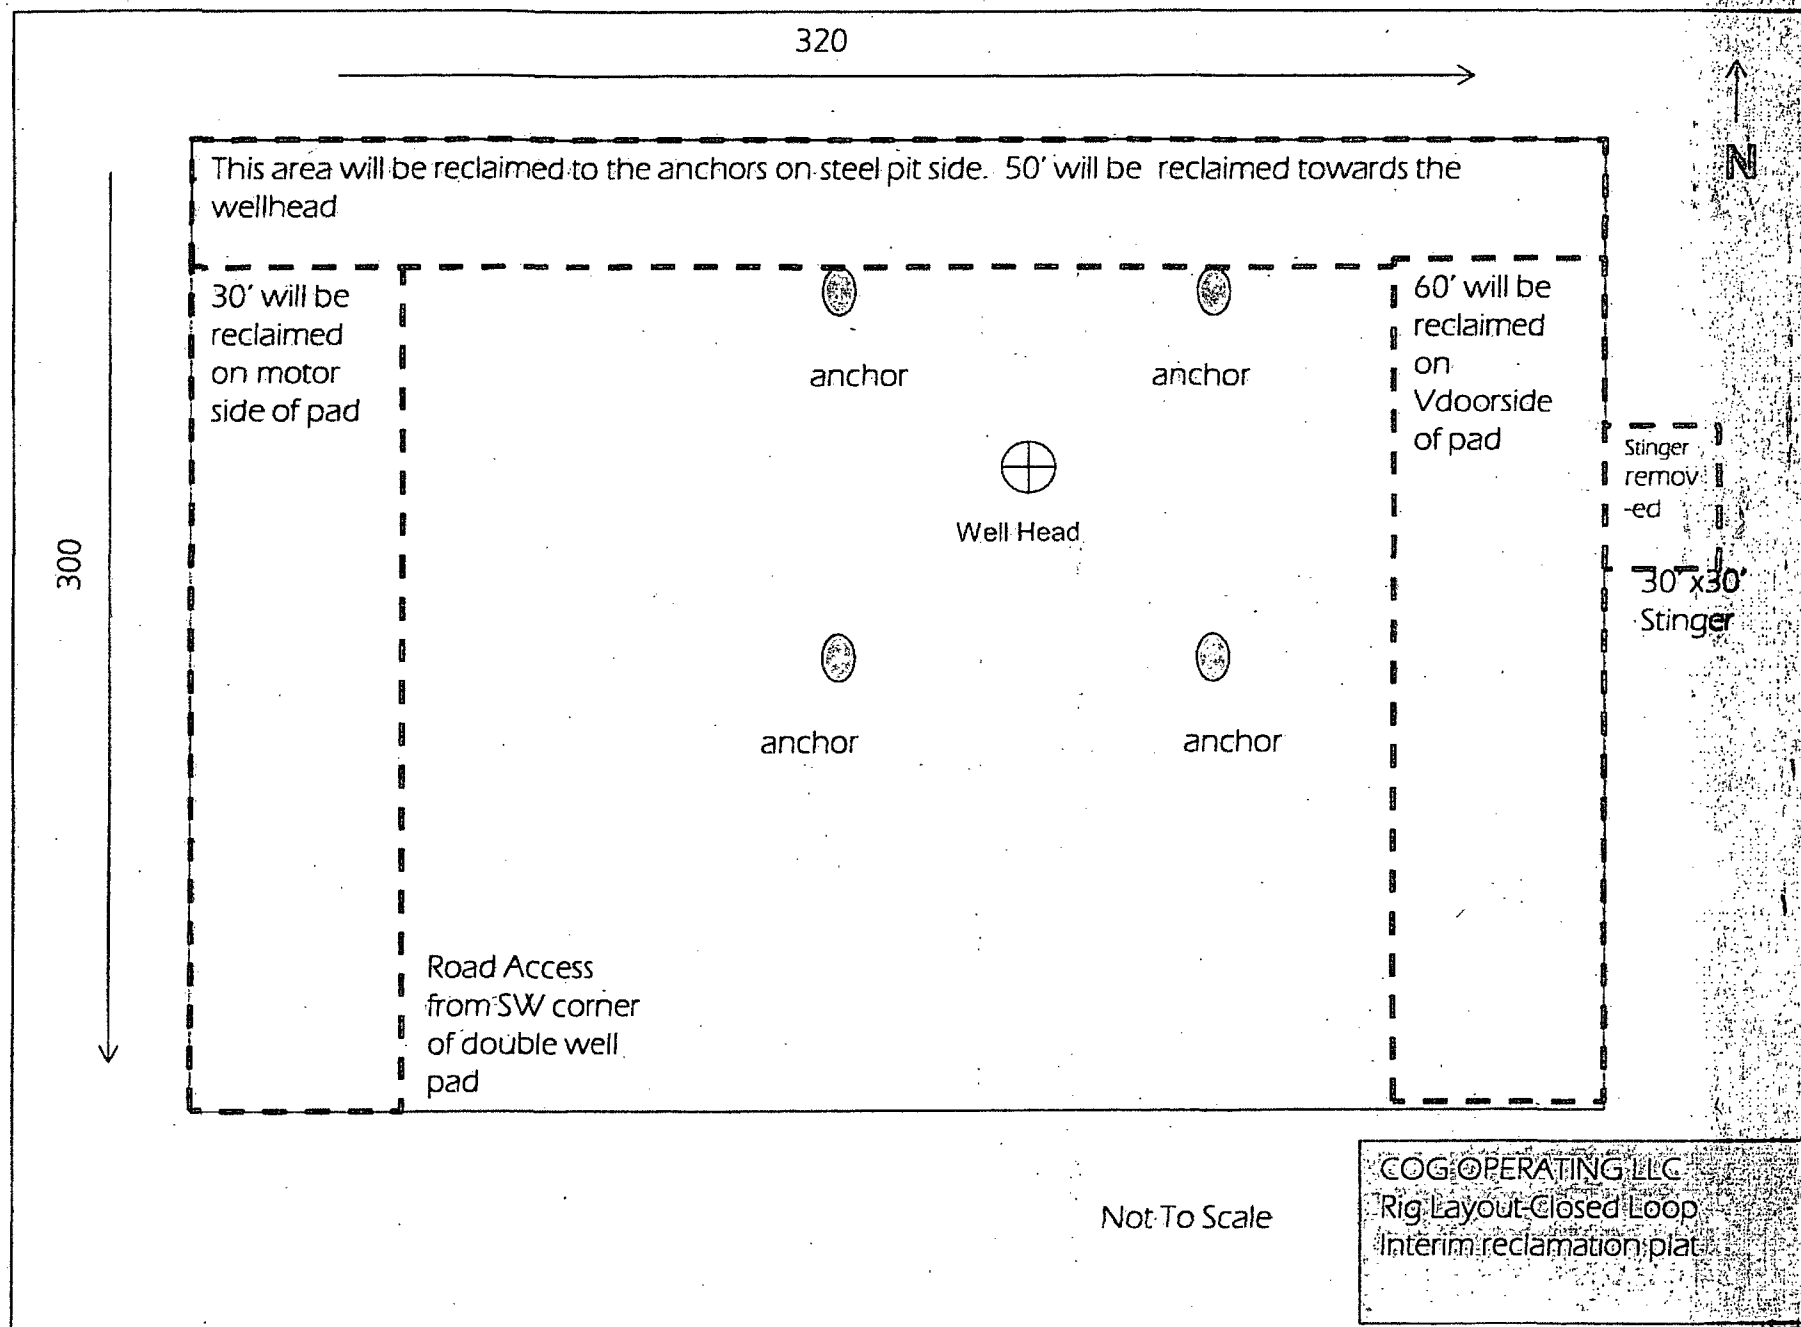 320
N
This area will be reclaimed to the anchors on steel pit side. 50' will be reclaimed towards the
wellhead
30' will be
reclaimed
on motor
side of pad
anchor
anchor
60' will be
reclaimed
on
Vdoorside
of pad
Stinger
remov
-ed
30' x30'
Stinger
Well Head
300
anchor
anchor
Road Access
from SW corner
of double well
pad
Not To Scale
COG OPERATING LLC
Rig Layout-Closed Loop
Interim reclamation plat